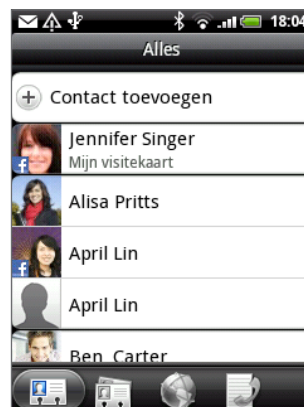 18:04
Alles
Contact toevoegen
Jennifer Singer
Mijn visitekaart
Alisa Pritts
April Lin
April Lin
Ben Carter